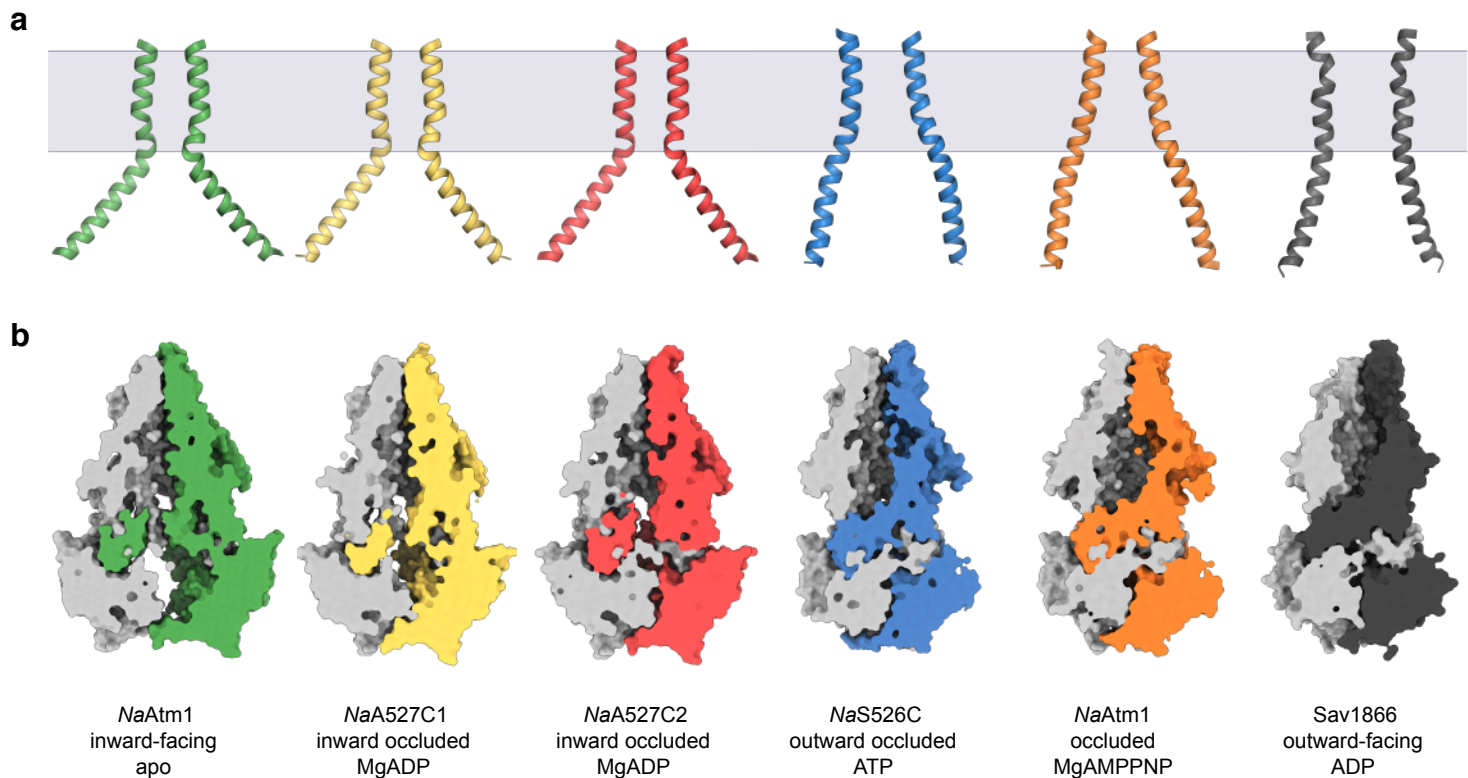 a
b
NaAtm1
inward-facing
apo
NaA527C1
inward occluded
MgADP
NaA527C2
inward occluded
MgADP
NaS526C
outward occluded
ATP
NaAtm1
occluded
MgAMPPNP
Sav1866
outward-facing
ADP